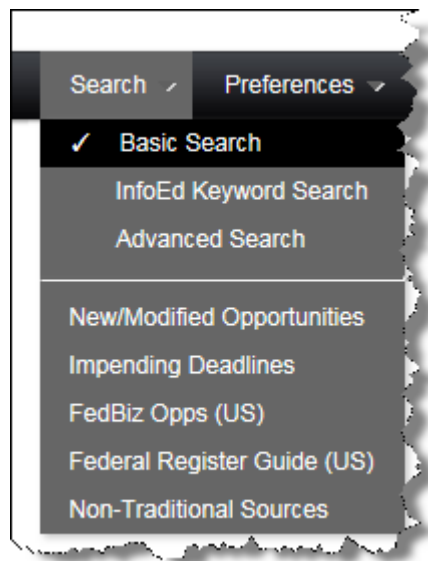 Search Preferences
✓ Basic Search
InfoEd Keyword Search
Advanced Search
New/Modified Opportunities
Impending Deadlines
FedBiz Opps (US)
Federal Register Guide (US)
Non-Traditional Sources